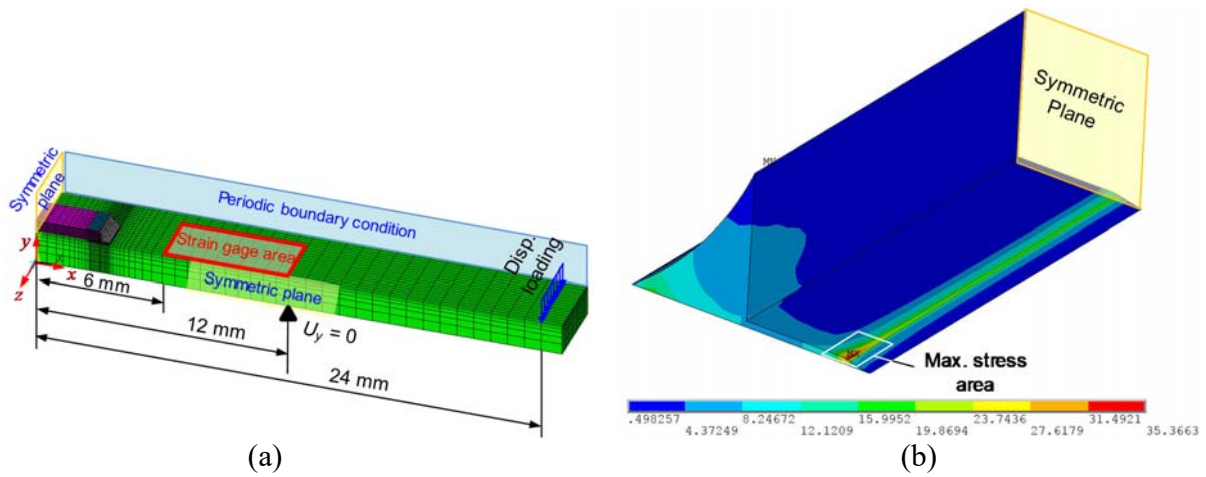 Symmetric
plane
Periodic boundary condition
Strain gage area
Disp.
loading
y
x
z
Symmetric plane
6 mm
12 mm
Uy = 0
24 mm
(a)
Symmetric
Plane
Max. stress
area
.498257 8.24672 15.9952 23.7436 31.4921
4.37249 12.1209 19.8694 27.6179 35.3663
(b)